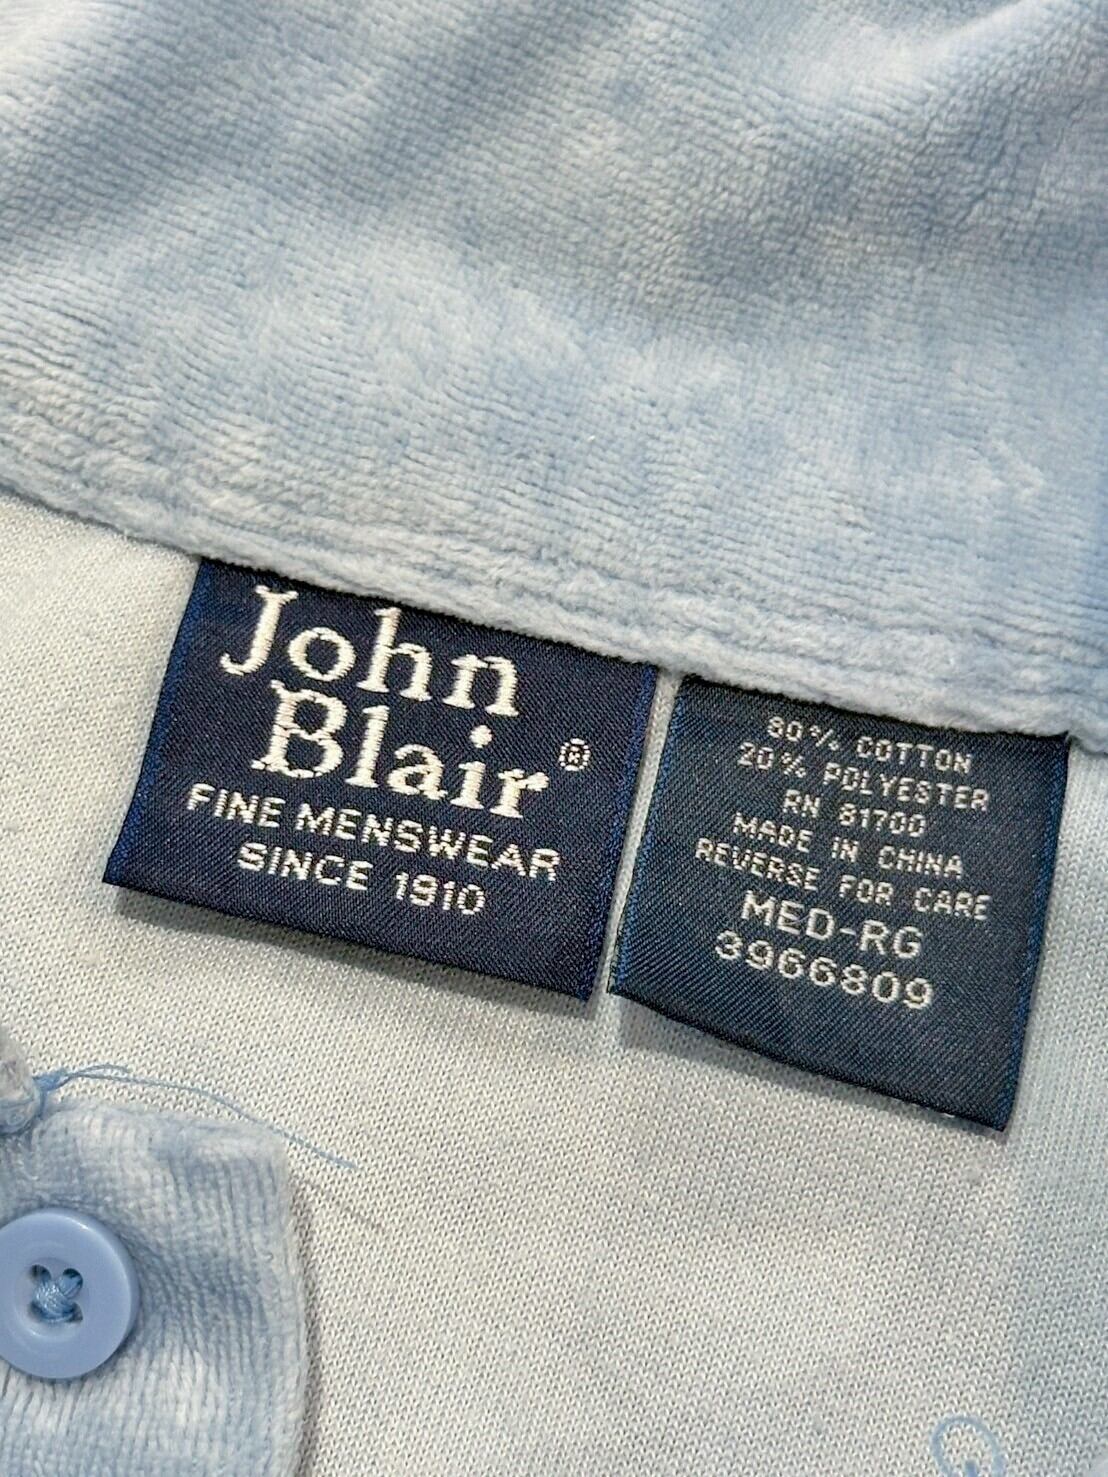 John
Blair®
FINE MENSWEAR
SINCE 1910
80% COTTON
20% POLYESTER
RN 81700
MADE IN CHINA
REVERSE FOR CARE
MED-RG
3966809